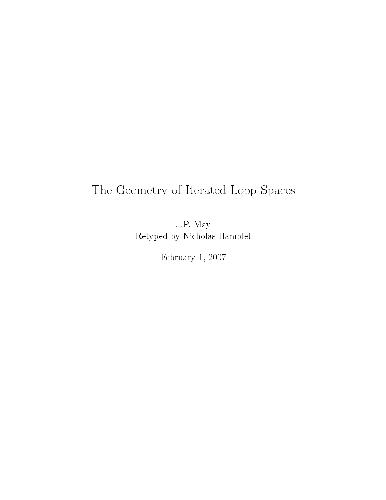 The Geometry of Iterated Loop Spaces
J.P. May
Retyped by Nicholas Hamblet
February 1, 2007